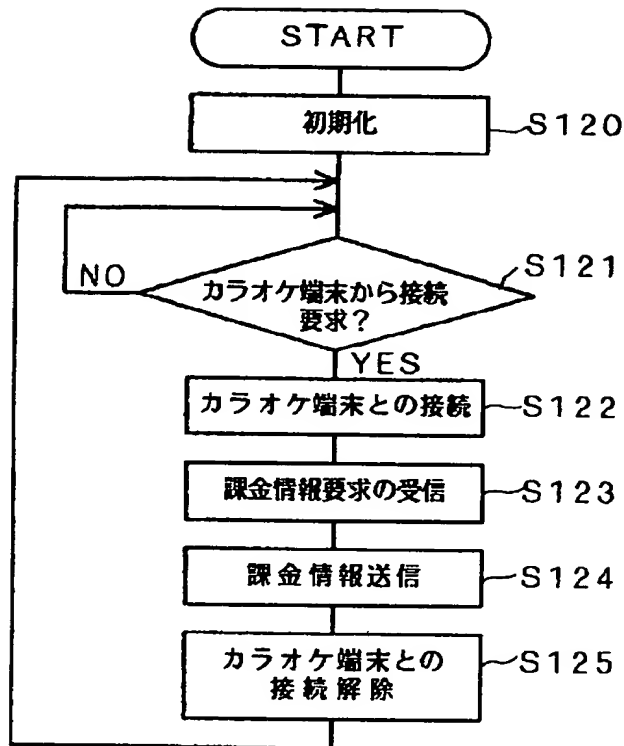 START
初期化
S120
S121
NO
カラオケ端末から接続
要求?
YES
カラオケ端末との接続
S122
課金情報要求の受信
S123
課金情報送信
S124
カラオケ端末との
接続解除
S125